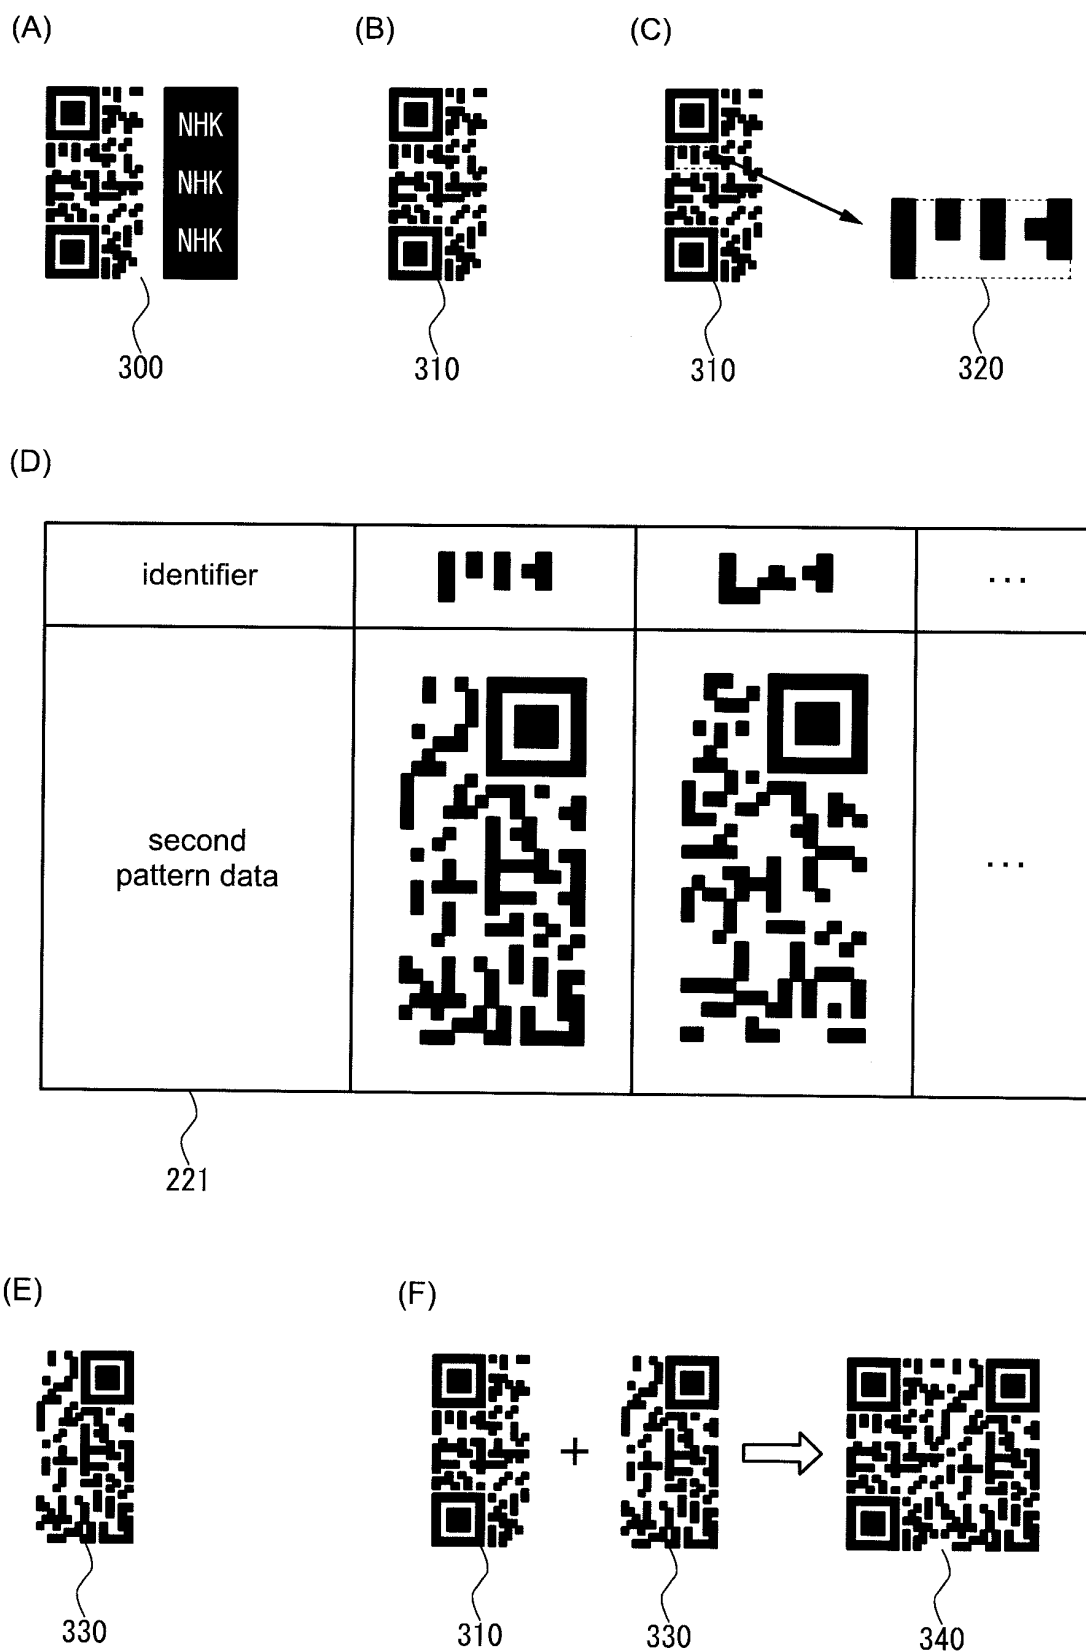 (A)
(B)
(C)
NHK
NHK
NHK
300
310
310
320
(D)
identifier
...
second
pattern data
...
221
(E)
(F)
+
330
310
330
340